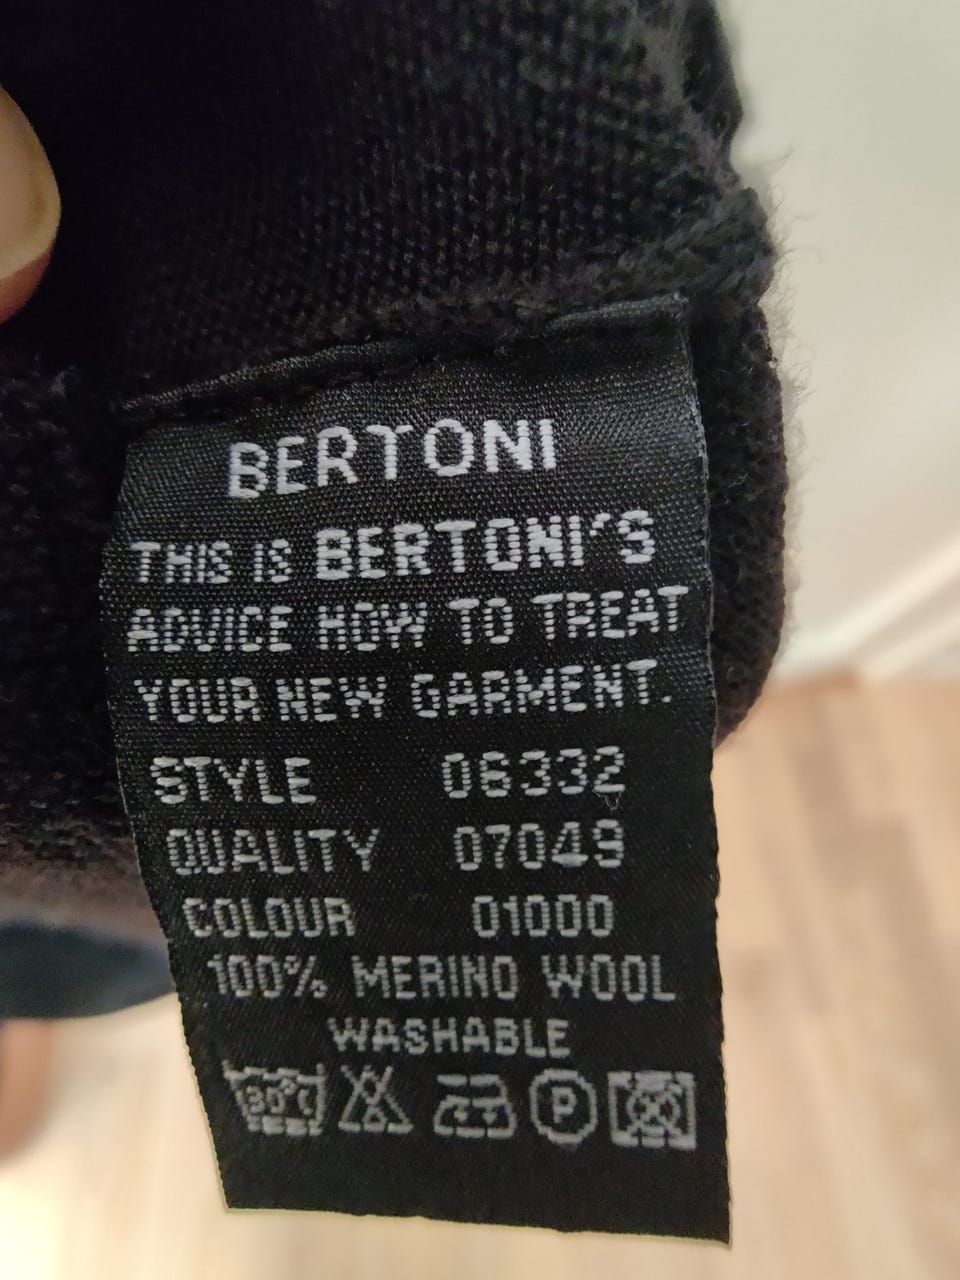 BERTONI
THIS IS BERTONI'S
ADVICE HOW TO TREAT
YOUR NEW GARMENT.
STYLE 06332
QUALITY 07049
COLOUR 01000
100% MERINO WOOL
WASHABLE
30°C P